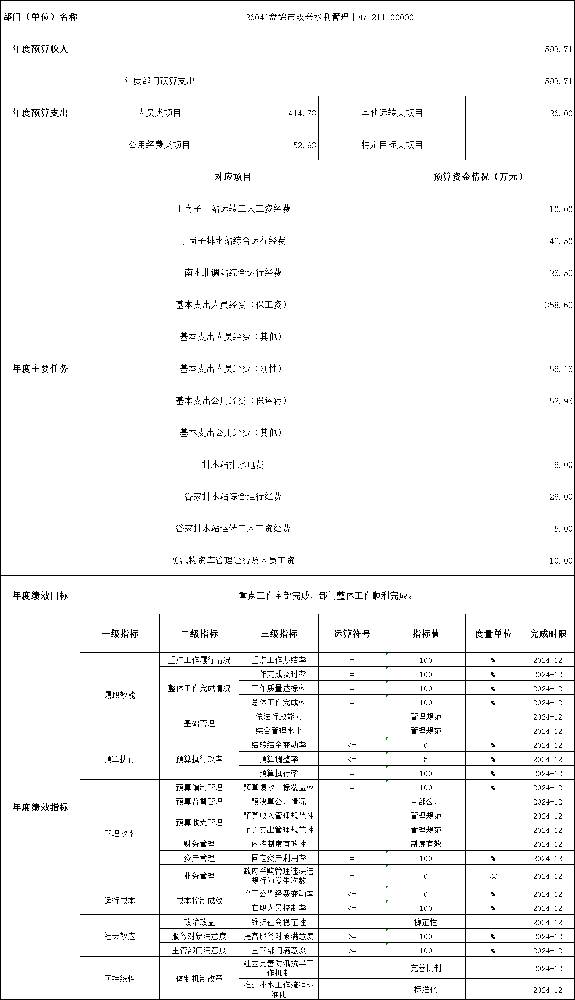 部门（单位）名称 126042盘锦市双兴水利管理中心-211100000
年度预算收入 593.71
年度预算支出 年度部门预算支出 593.71
人员类项目 414.78 其他运转类项目 126.00
公用经费类项目 52.93 特定目标类项目
年度主要任务 对应项目 预算资金情况（万元）
于岗子二站运转工人工资经费 10.00
于岗子排水站综合运行经费 42.50
南水北调站综合运行经费 26.50
基本支出人员经费（保工资） 358.60
基本支出人员经费（其他）
基本支出人员经费（刚性） 56.18
基本支出公用经费（保运转） 52.93
基本支出公用经费（其他）
排水站排水电费 6.00
谷家排水站综合运行经费 26.00
谷家排水站运转工人工资经费 5.00
防汛物资库管理经费及人员工资 10.00
年度绩效目标 重点工作全部完成，部门整体工作顺利完成。
年度绩效指标 一级指标 二级指标 三级指标 运算符号 指标值 度量单位 完成时限
履职效能 重点工作履行情况 重点工作办结率 = 100 % 2024-12
整体工作完成情况 工作完成及时率 = 100 % 2024-12
工作质量达标率 = 100 % 2024-12
总体工作完成率 = 100 % 2024-12
基础管理 依法行政能力 管理规范 2024-12
综合管理水平 管理规范 2024-12
预算执行 预算执行效率 结转结余变动率 <= 0 % 2024-12
预算调整率 <= 5 % 2024-12
预算执行率 = 100 % 2024-12
管理效率 预算编制管理 预算绩效目标覆盖率 = 100 % 2024-12
预算监督管理 预决算公开情况 全部公开 2024-12
预算收支管理 预算收入管理规范性 管理规范 2024-12
预算支出管理规范性 管理规范 2024-12
财务管理 内控制度有效性 制度有效 2024-12
资产管理 固定资产利用率 = 100 % 2024-12
业务管理 政府采购管理违法违
规行为发生次数 = 0 次 2024-12
运行成本 成本控制成效 “三公”经费变动率 <= 0 % 2024-12
在职人员控制率 <= 100 % 2024-12
社会效应 政治效益 维护社会稳定性 稳定性 2024-12
服务对象满意度 提高服务对象满意度 >= 100 % 2024-12
主管部门满意度 主管部门满意度 >= 100 % 2024-12
可持续性 体制机制改革 建立完善防汛抗旱工
作机制 完善机制 2024-12
推进排水工作流程标
准化 标准化 2024-12